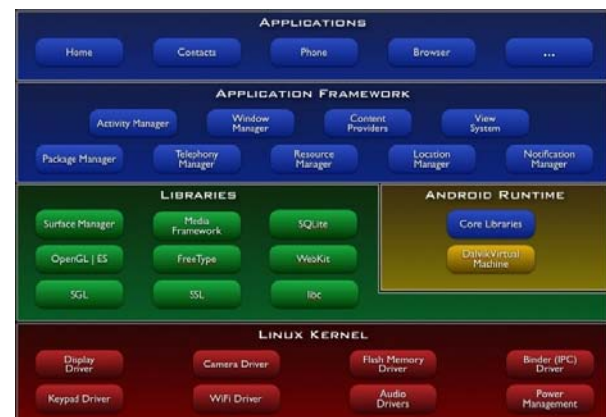 APPLICATIONS
Home
Contacts
Phone
Browser
...
APPLICATION FRAMEWORK
Activity Manager
Window
Manager
Content
Providers
View
System
Package Manager
Telephony
Manager
Resource
Manager
Location
Manager
Notification
Manager
LIBRARIES
Surface Manager
Media
Framework
SQLite
OpenGL | ES
FreeType
WebKit
SGL
SSL
libc
ANDROID RUNTIME
Core Libraries
Dalvik Virtual
Machine
LINUX KERNEL
Display
Driver
Camera Driver
Flash Memory
Driver
Binder (IPC)
Driver
Keypad Driver
WiFi Driver
Audio
Drivers
Power
Management